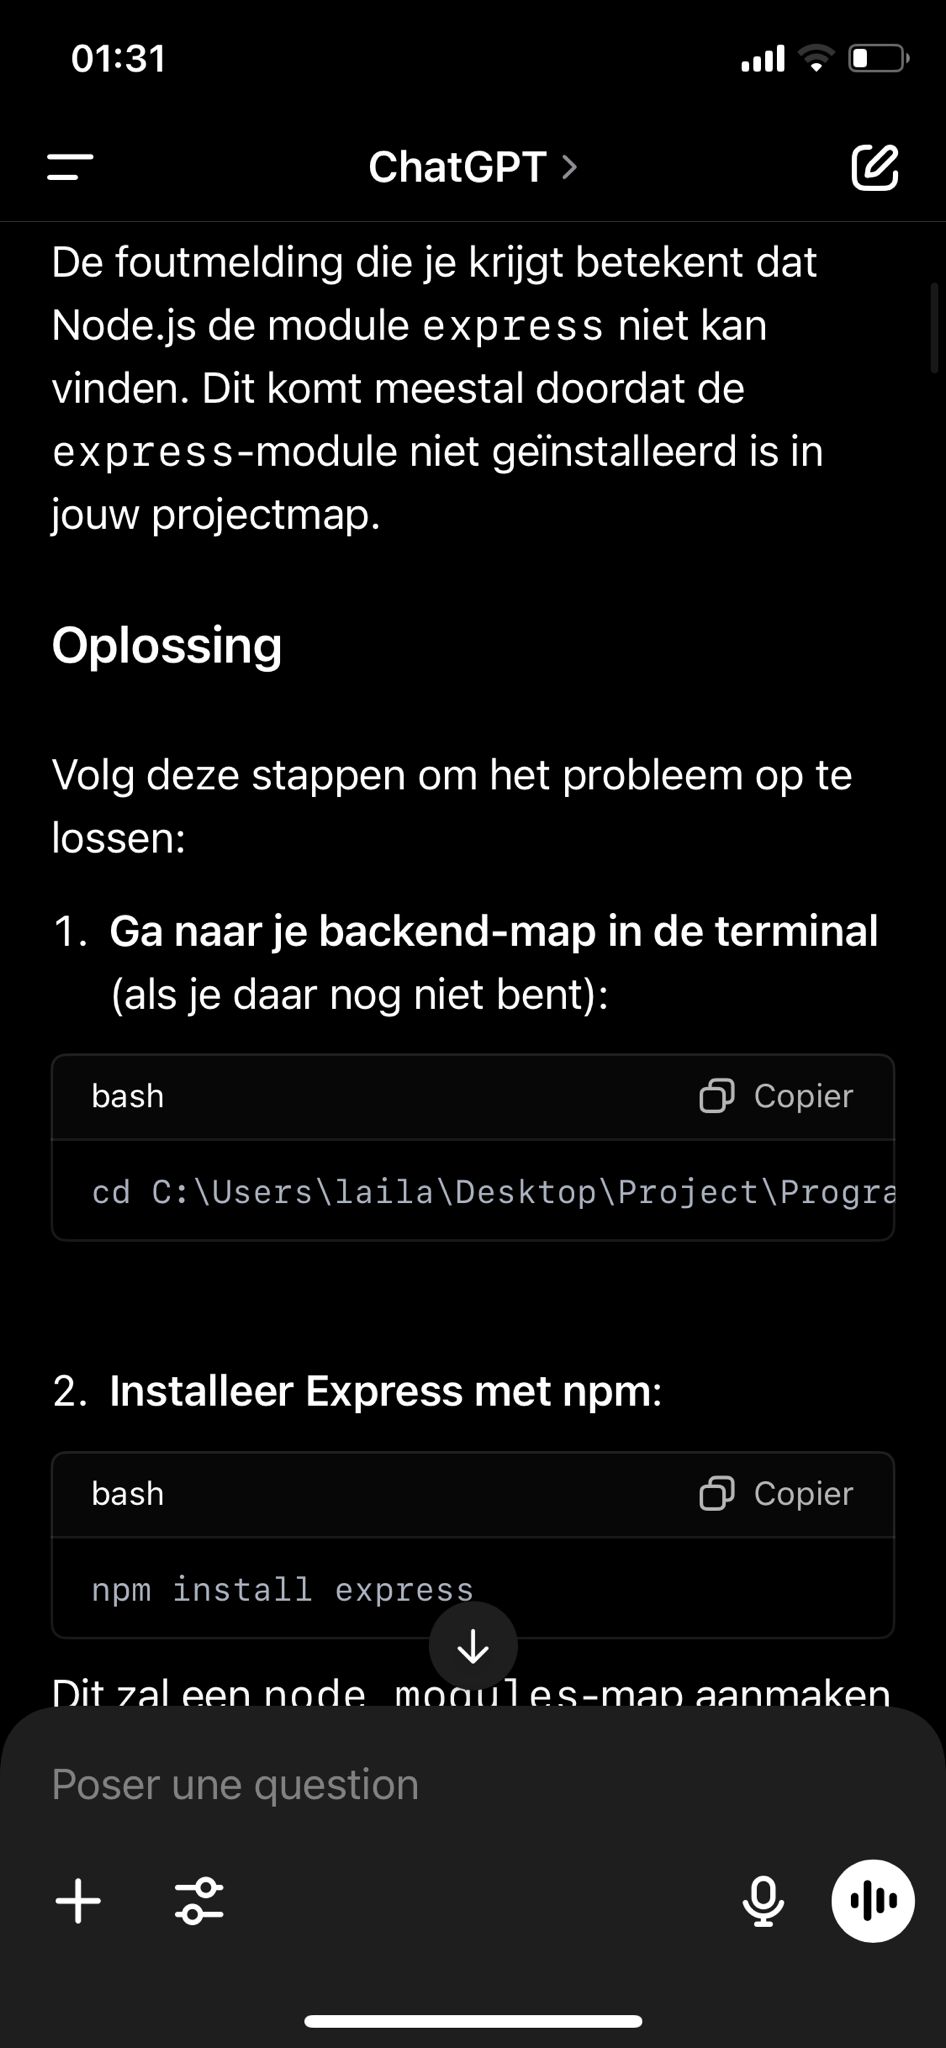 01:31
ChatGPT
De foutmelding die je krijgt betekent dat
Node.js de module express niet kan
vinden. Dit komt meestal doordat de
express-module niet geïnstalleerd is in
jouw projectmap.
Oplossing
Volg deze stappen om het probleem op te
lossen:
1. Ga naar je backend-map in de terminal
(als je daar nog niet bent):
bash
Copier
cd C:\Users\laila\Desktop\Project\Progra
2. Installeer Express met npm:
bash
Copier
npm install express
Dit zal een node_modules-map aanmaken
Poser une question